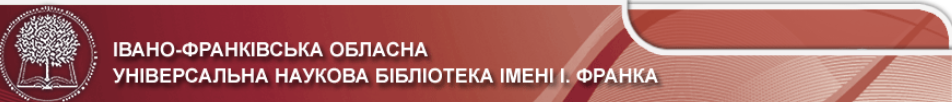 ІВАНО-ФРАНКІВСЬКА ОБЛАСНА
УНІВЕРСАЛЬНА НАУКОВА БІБЛІОТЕКА ІМЕНІ І. ФРАНКА